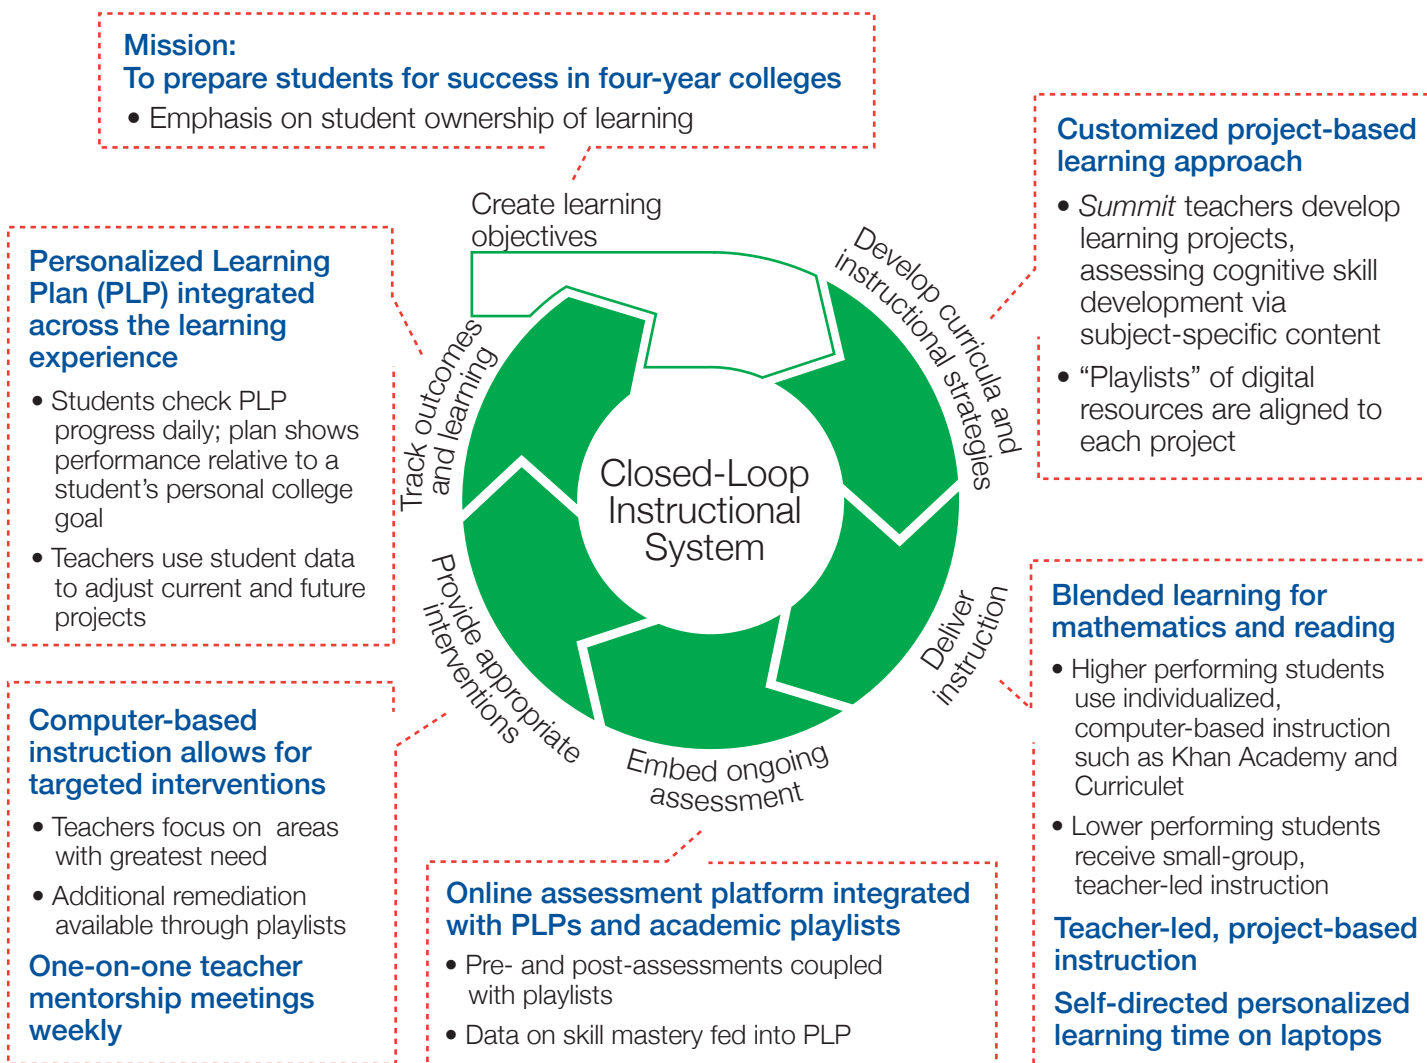 Mission:
To prepare students for success in four-year colleges
• Emphasis on student ownership of learning
Create learning
objectives
Develop curricula and
instructional strategies
Customized project-based
learning approach
• Summit teachers develop
learning projects,
assessing cognitive skill
development via
subject-specific content
• “Playlists” of digital
resources are aligned to
each project
Personalized Learning
Plan (PLP) integrated
across the learning
experience
• Students check PLP
progress daily; plan shows
performance relative to a
student’s personal college
goal
• Teachers use student data
to adjust current and future
projects
Track outcomes
and learning
Closed-Loop
Instructional
System
Deliver
instruction
Blended learning for
mathematics and reading
• Higher performing students
use individualized,
computer-based instruction
such as Khan Academy and
Curriculet
• Lower performing students
receive small-group,
teacher-led instruction
Teacher-led, project-based
instruction
Self-directed personalized
learning time on laptops
Provide appropriate
interventions
Embed ongoing
assessment
Computer-based
instruction allows for
targeted interventions
• Teachers focus on areas
with greatest need
• Additional remediation
available through playlists
One-on-one teacher
mentorship meetings
weekly
Online assessment platform integrated
with PLPs and academic playlists
• Pre- and post-assessments coupled
with playlists
• Data on skill mastery fed into PLP